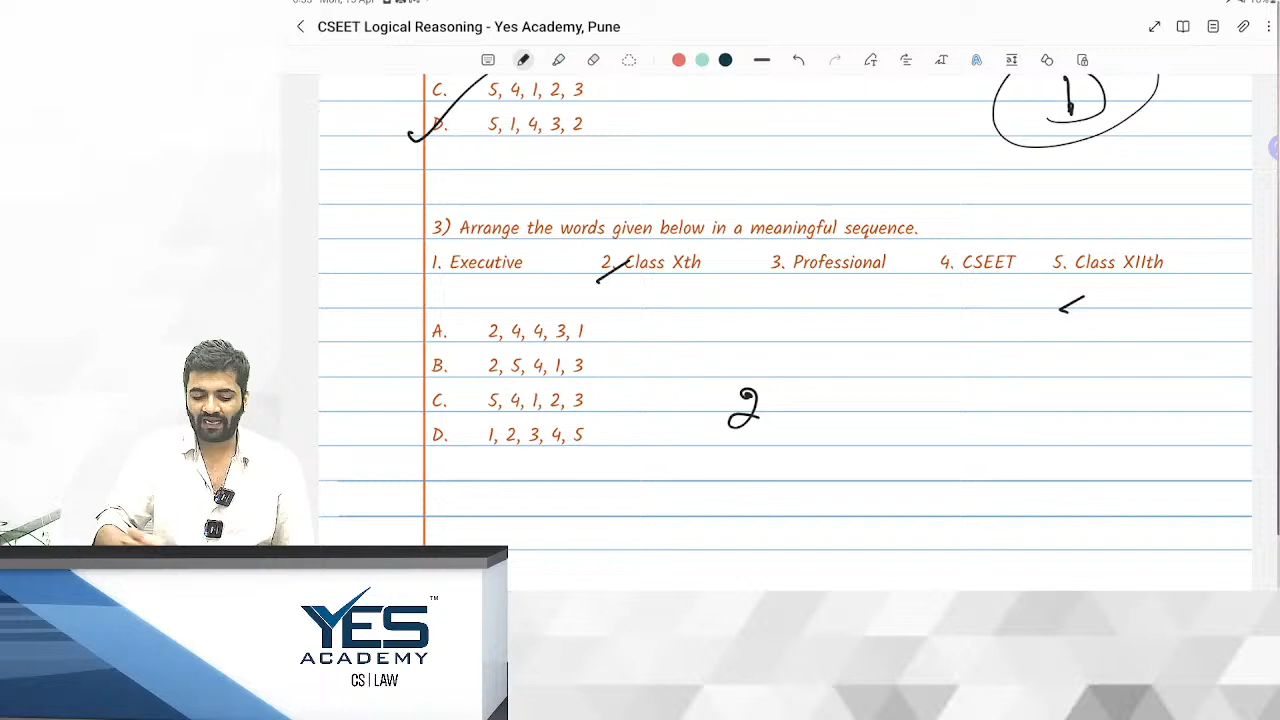 CSEET Logical Reasoning - Yes Academy, Pune
C. 5, 4, 1, 2, 3
D. 5, 1, 4, 3, 2
3) Arrange the words given below in a meaningful sequence.
1. Executive 2. Class Xth 3. Professional 4. CSEET 5. Class XIIth
A. 2, 4, 4, 3, 1
B. 2, 5, 4, 1, 3
C. 5, 4, 1, 2, 3
D. 1, 2, 3, 4, 5
2
YES
TM
ACADEMY
CS | LAW